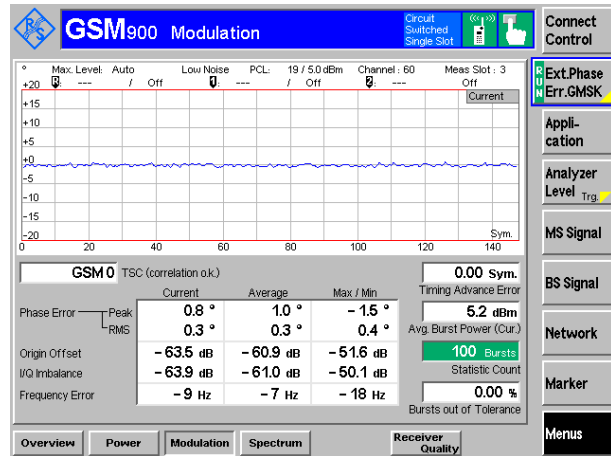 GSM900 Modulation
Circuit Switched Single Slot
Connect Control
° Max. Level: Auto Low Noise PCL: 19 / 5.0 dBm Channel : 60 Meas Slot : 3
--- / Off --- / Off --- Off
Current
+20
+15
+10
+5
+0
-5
-10
-15
-20
Sym.
0 20 40 60 80 100 120 140
RUN
Ext.Phase Err.GMSK
Appli-
cation
Analyzer Level Trg.
MS Signal
BS Signal
Network
Marker
Menus
GSM 0 TSC (correlation o.k.)
Current Average Max / Min
Phase Error Peak 0.8 ° 1.0 ° – 1.5 °
RMS 0.3 ° 0.3 ° 0.4 °
Origin Offset – 63.5 dB – 60.9 dB – 51.6 dB
I/Q Imbalance – 63.9 dB – 61.0 dB – 50.1 dB
Frequency Error – 9 Hz – 7 Hz – 18 Hz
0.00 Sym.
Timing Advance Error
5.2 dBm
Avg. Burst Power (Cur.)
100 Bursts
Statistic Count
0.00 %
Bursts out of Tolerance
Overview Power Modulation Spectrum Receiver Quality